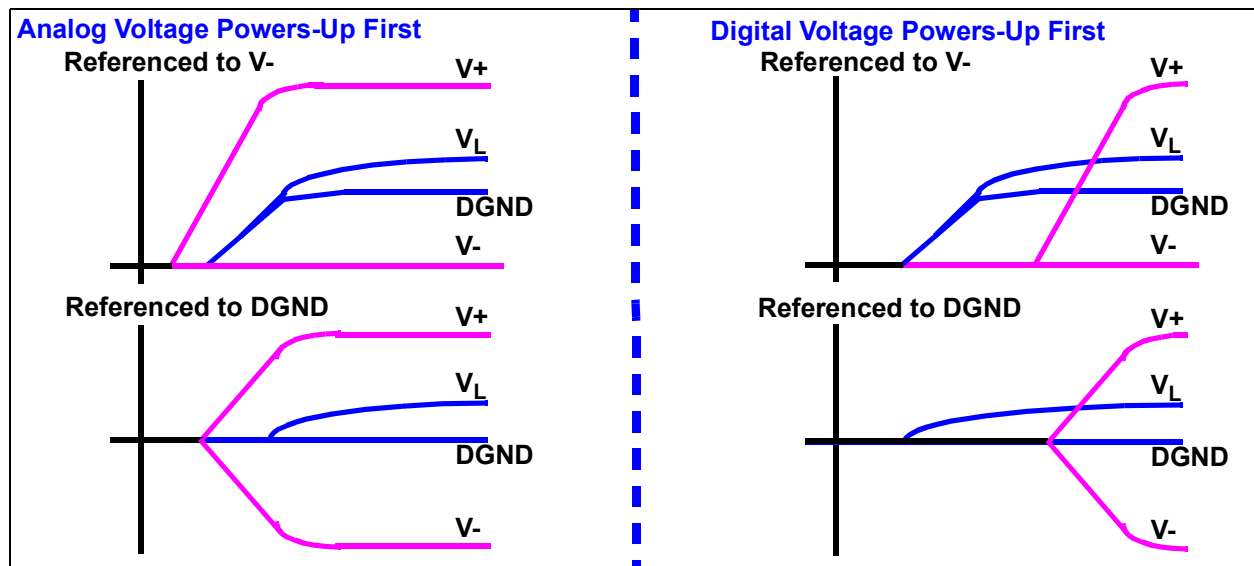 Analog Voltage Powers-Up First
Referenced to V-
V+
VL
DGND
V-
Referenced to DGND
V+
VL
DGND
V-
Digital Voltage Powers-Up First
Referenced to V-
V+
VL
DGND
V-
Referenced to DGND
V+
VL
DGND
V-